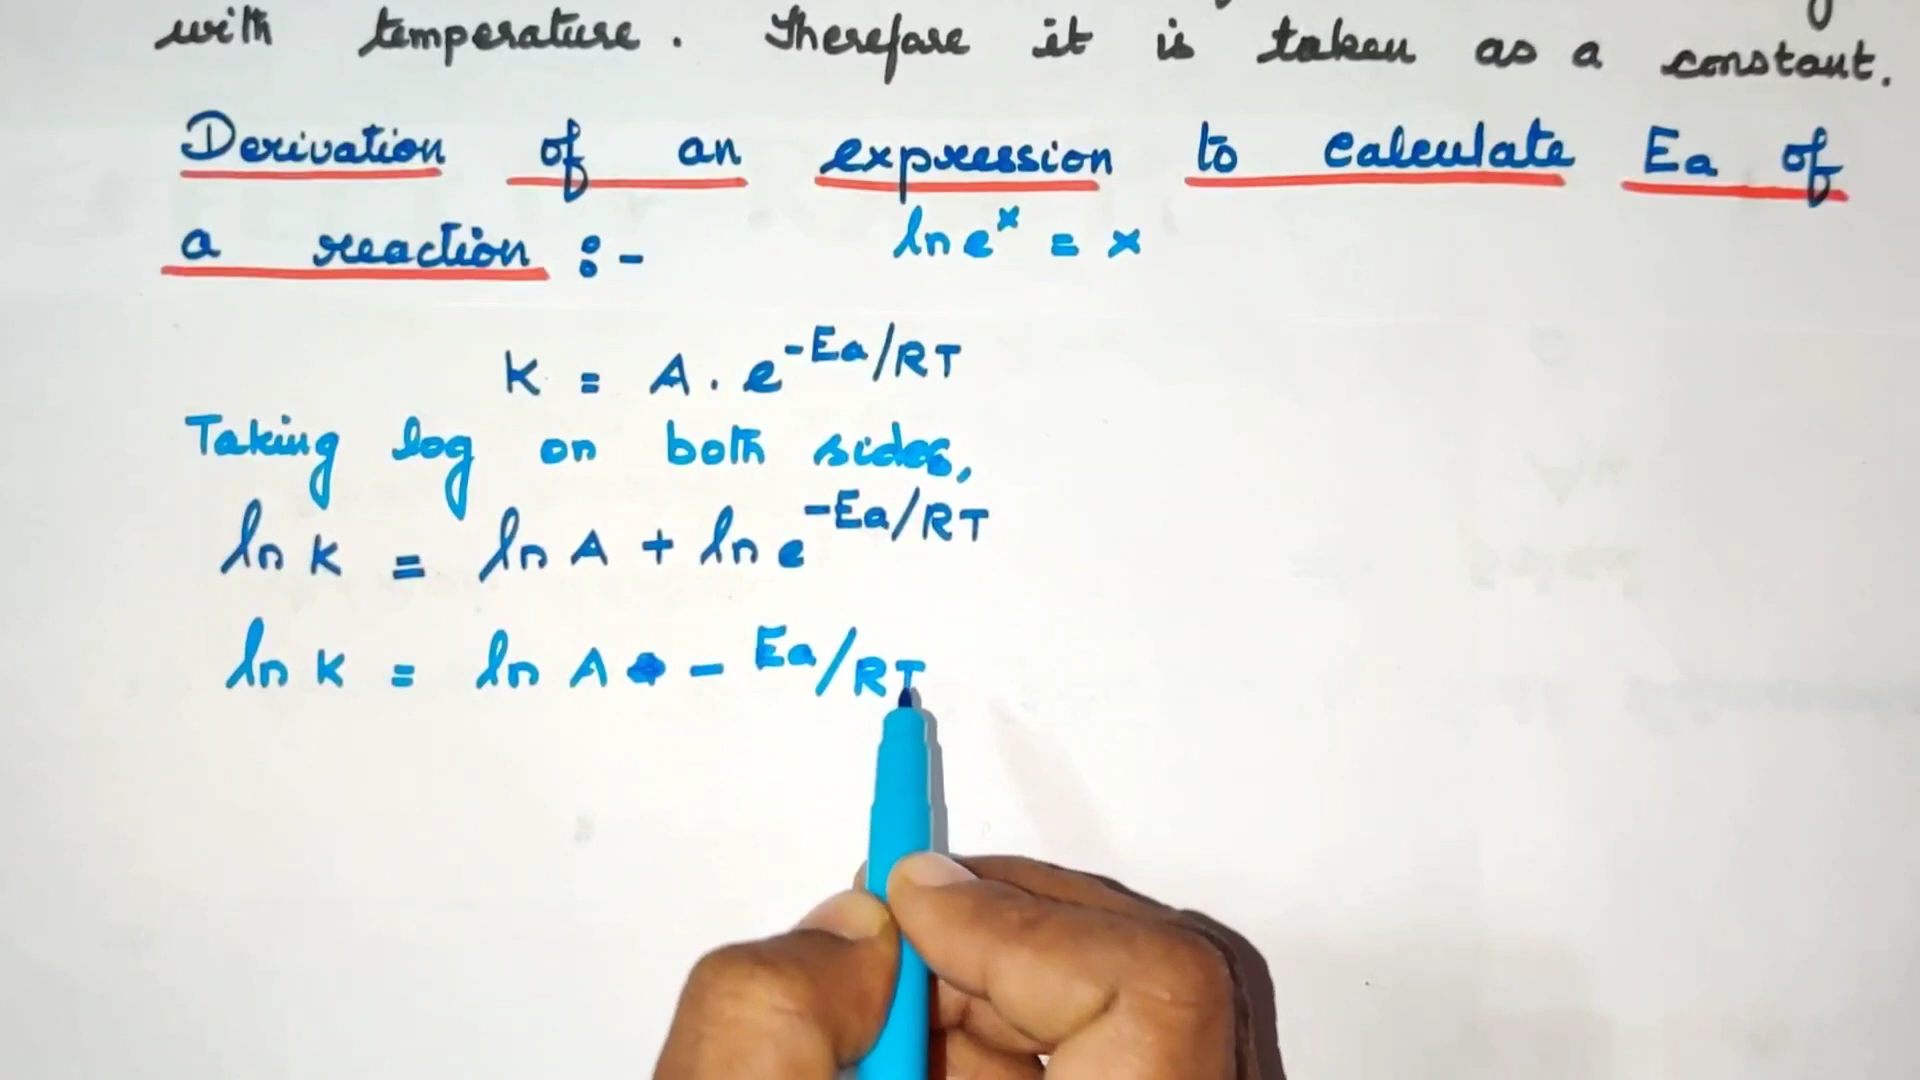 with temperature. Therefore it is taken as a constant.
Derivation of an expression to calculate Ea of
a reaction :-
ln e^x = x
K = A . e^-Ea/RT
Taking log on both sides,
ln K = ln A + ln e^-Ea/RT
ln K = ln A - Ea/RT